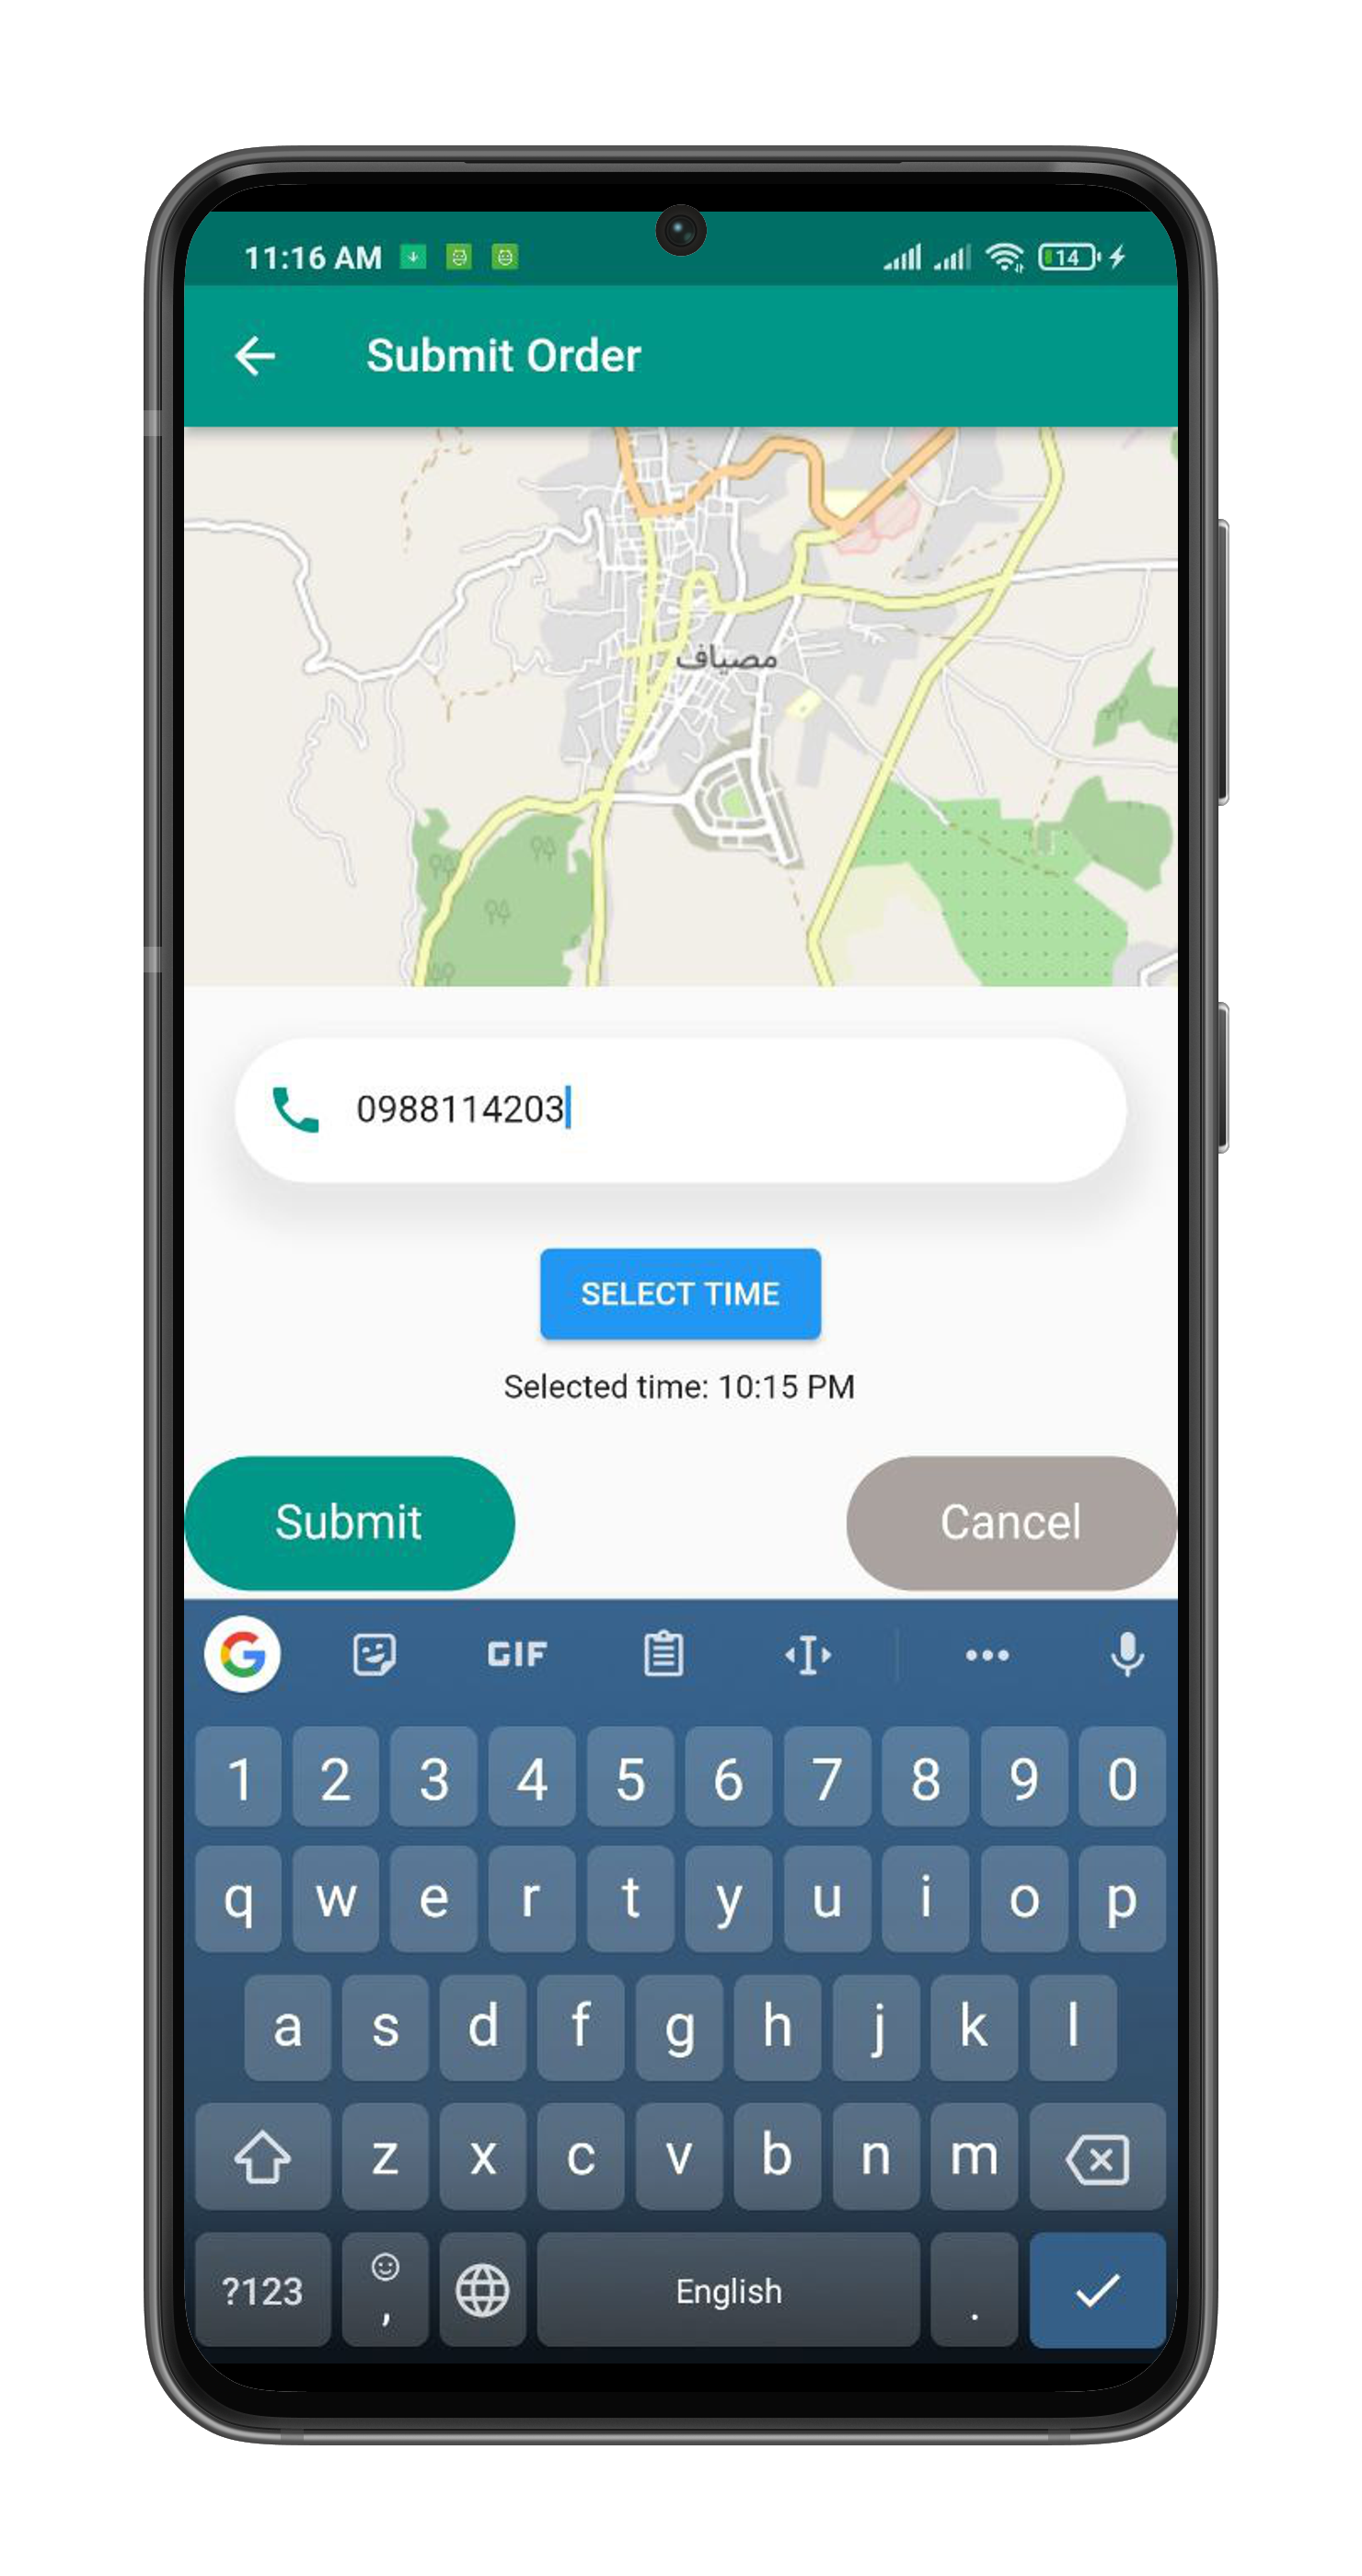 11:16 AM 14
Submit Order
مصياف
0988114203
SELECT TIME
Selected time: 10:15 PM
Submit Cancel
G GIF
1 2 3 4 5 6 7 8 9 0
q w e r t y u i o p
a s d f g h j k l
z x c v b n m
?123 , English .